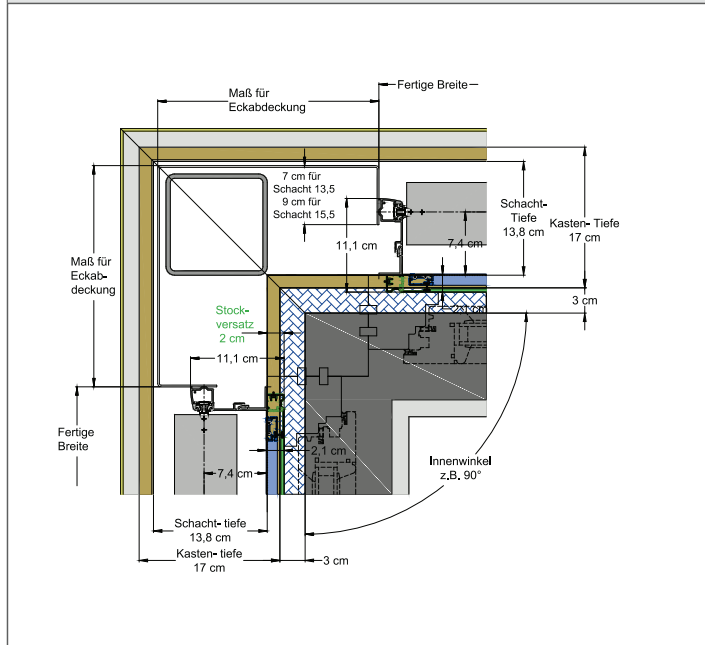 Fertige Breite
Maß für
Eckabdeckung
7 cm für
Schacht 13,5
9 cm für
Schacht 15,5
Schacht-
Tiefe
13,8 cm
Kasten- Tiefe
17 cm
11,1 cm
7,4 cm
Maß für
Eckab-
deckung
3 cm
Stock-
versatz
2 cm
11,1 cm
Fertige
Breite
2,1 cm
7,4 cm
Innenwinkel
z.B. 90°
Schacht- tiefe
13,8 cm
Kasten- tiefe
17 cm
3 cm